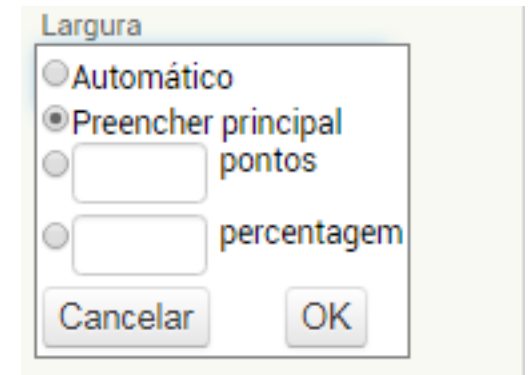 Largura
Automático
Preencher principal
pontos
percentagem
Cancelar OK